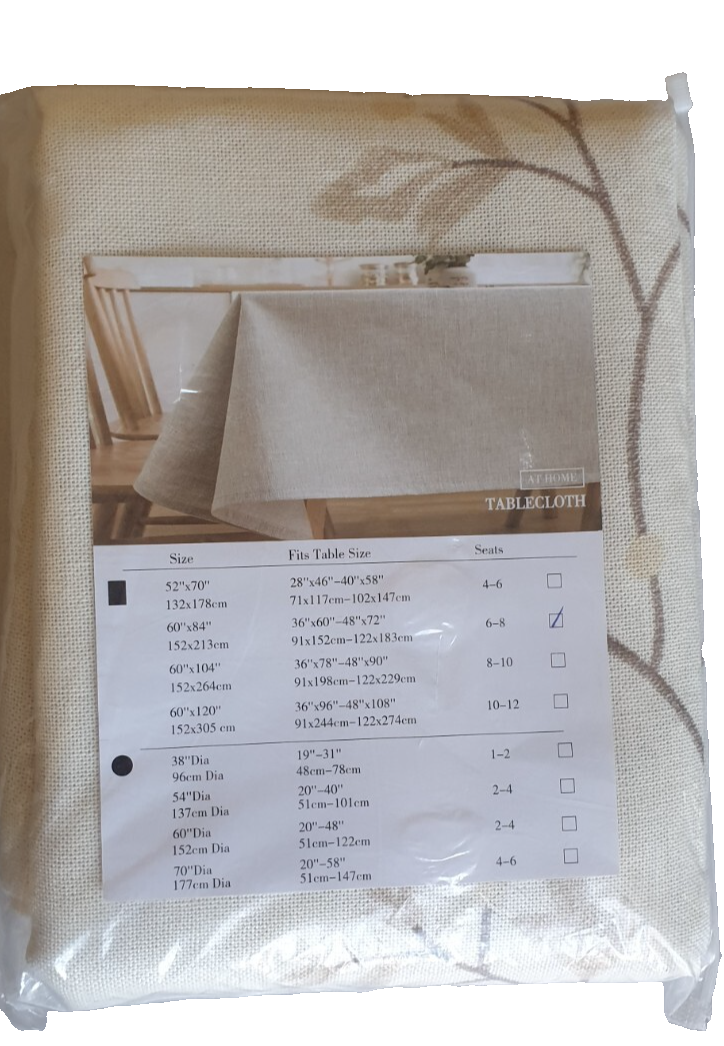 AT HOME
TABLECLOTH
Size Fits Table Size Seats
52"x70" 28"x46"–40"x58" 4–6
132x178cm 71x117cm–102x147cm
60"x84" 36"x60"–48"x72" 6–8
152x213cm 91x152cm–122x183cm
60"x104" 36"x78"–48"x90" 8–10
152x264cm 91x198cm–122x229cm
60"x120" 36"x96"–48"x108" 10–12
152x305 cm 91x244cm–122x274cm
38"Dia 19"–31" 1–2
96cm Dia 48cm–78cm
54"Dia 20"–40" 2–4
137cm Dia 51cm–101cm
60"Dia 20"–48" 2–4
152cm Dia 51cm–122cm
70"Dia 20"–58" 4–6
177cm Dia 51cm–147cm